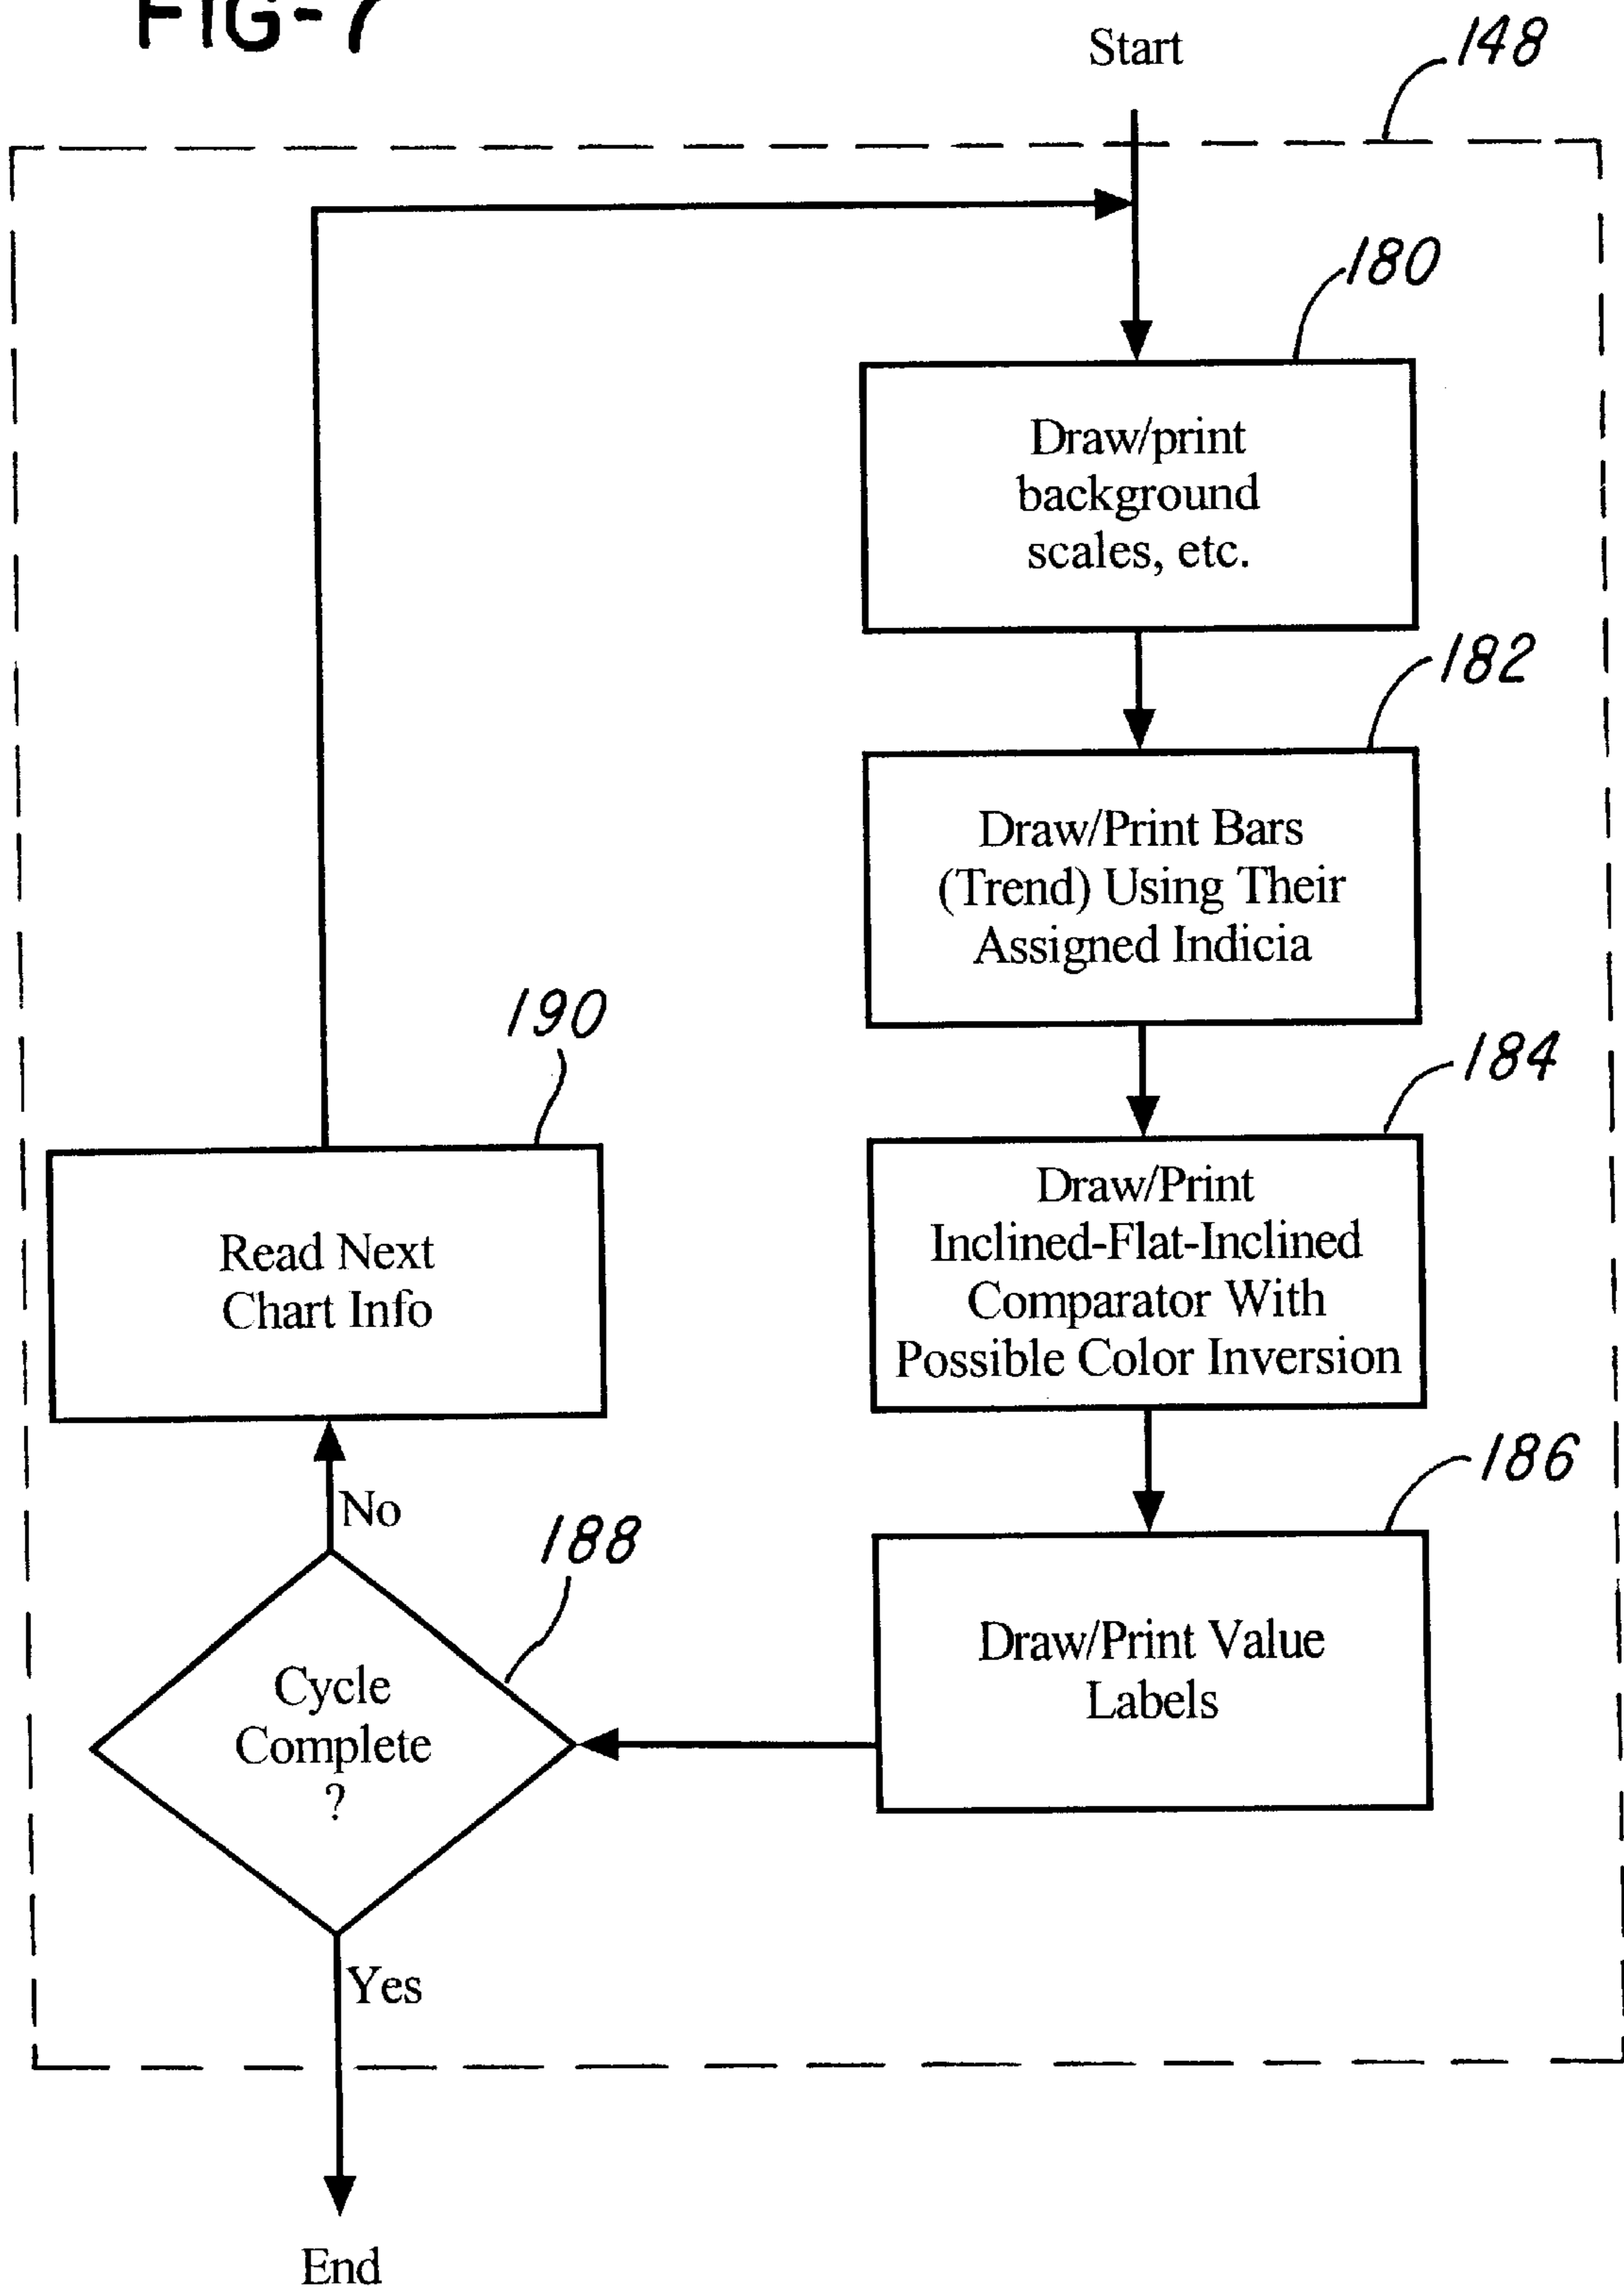 FIG-7
Start
148
180
Draw/print
background
scales, etc.
182
Draw/Print Bars
(Trend) Using Their
Assigned Indicia
190
184
Read Next
Chart Info
Draw/Print
Inclined-Flat-Inclined
Comparator With
Possible Color Inversion
No
188
186
Cycle
Complete
?
Draw/Print Value
Labels
Yes
End